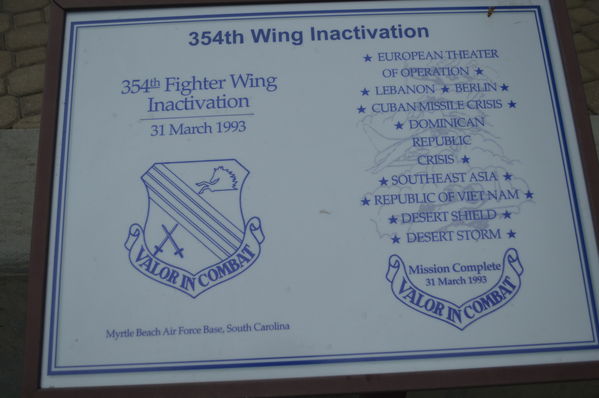 354th Wing Inactivation
354th Fighter Wing
Inactivation
31 March 1993
VALOR IN COMBAT
Myrtle Beach Air Force Base, South Carolina
★ EUROPEAN THEATER
OF OPERATION ★
★ LEBANON ★ BERLIN ★
★ CUBAN MISSILE CRISIS ★
★ DOMINICAN
REPUBLIC
CRISIS ★
★ SOUTHEAST ASIA ★
★ REPUBLIC OF VIET NAM ★
★ DESERT SHIELD ★
★ DESERT STORM ★
Mission Complete
31 March 1993
VALOR IN COMBAT